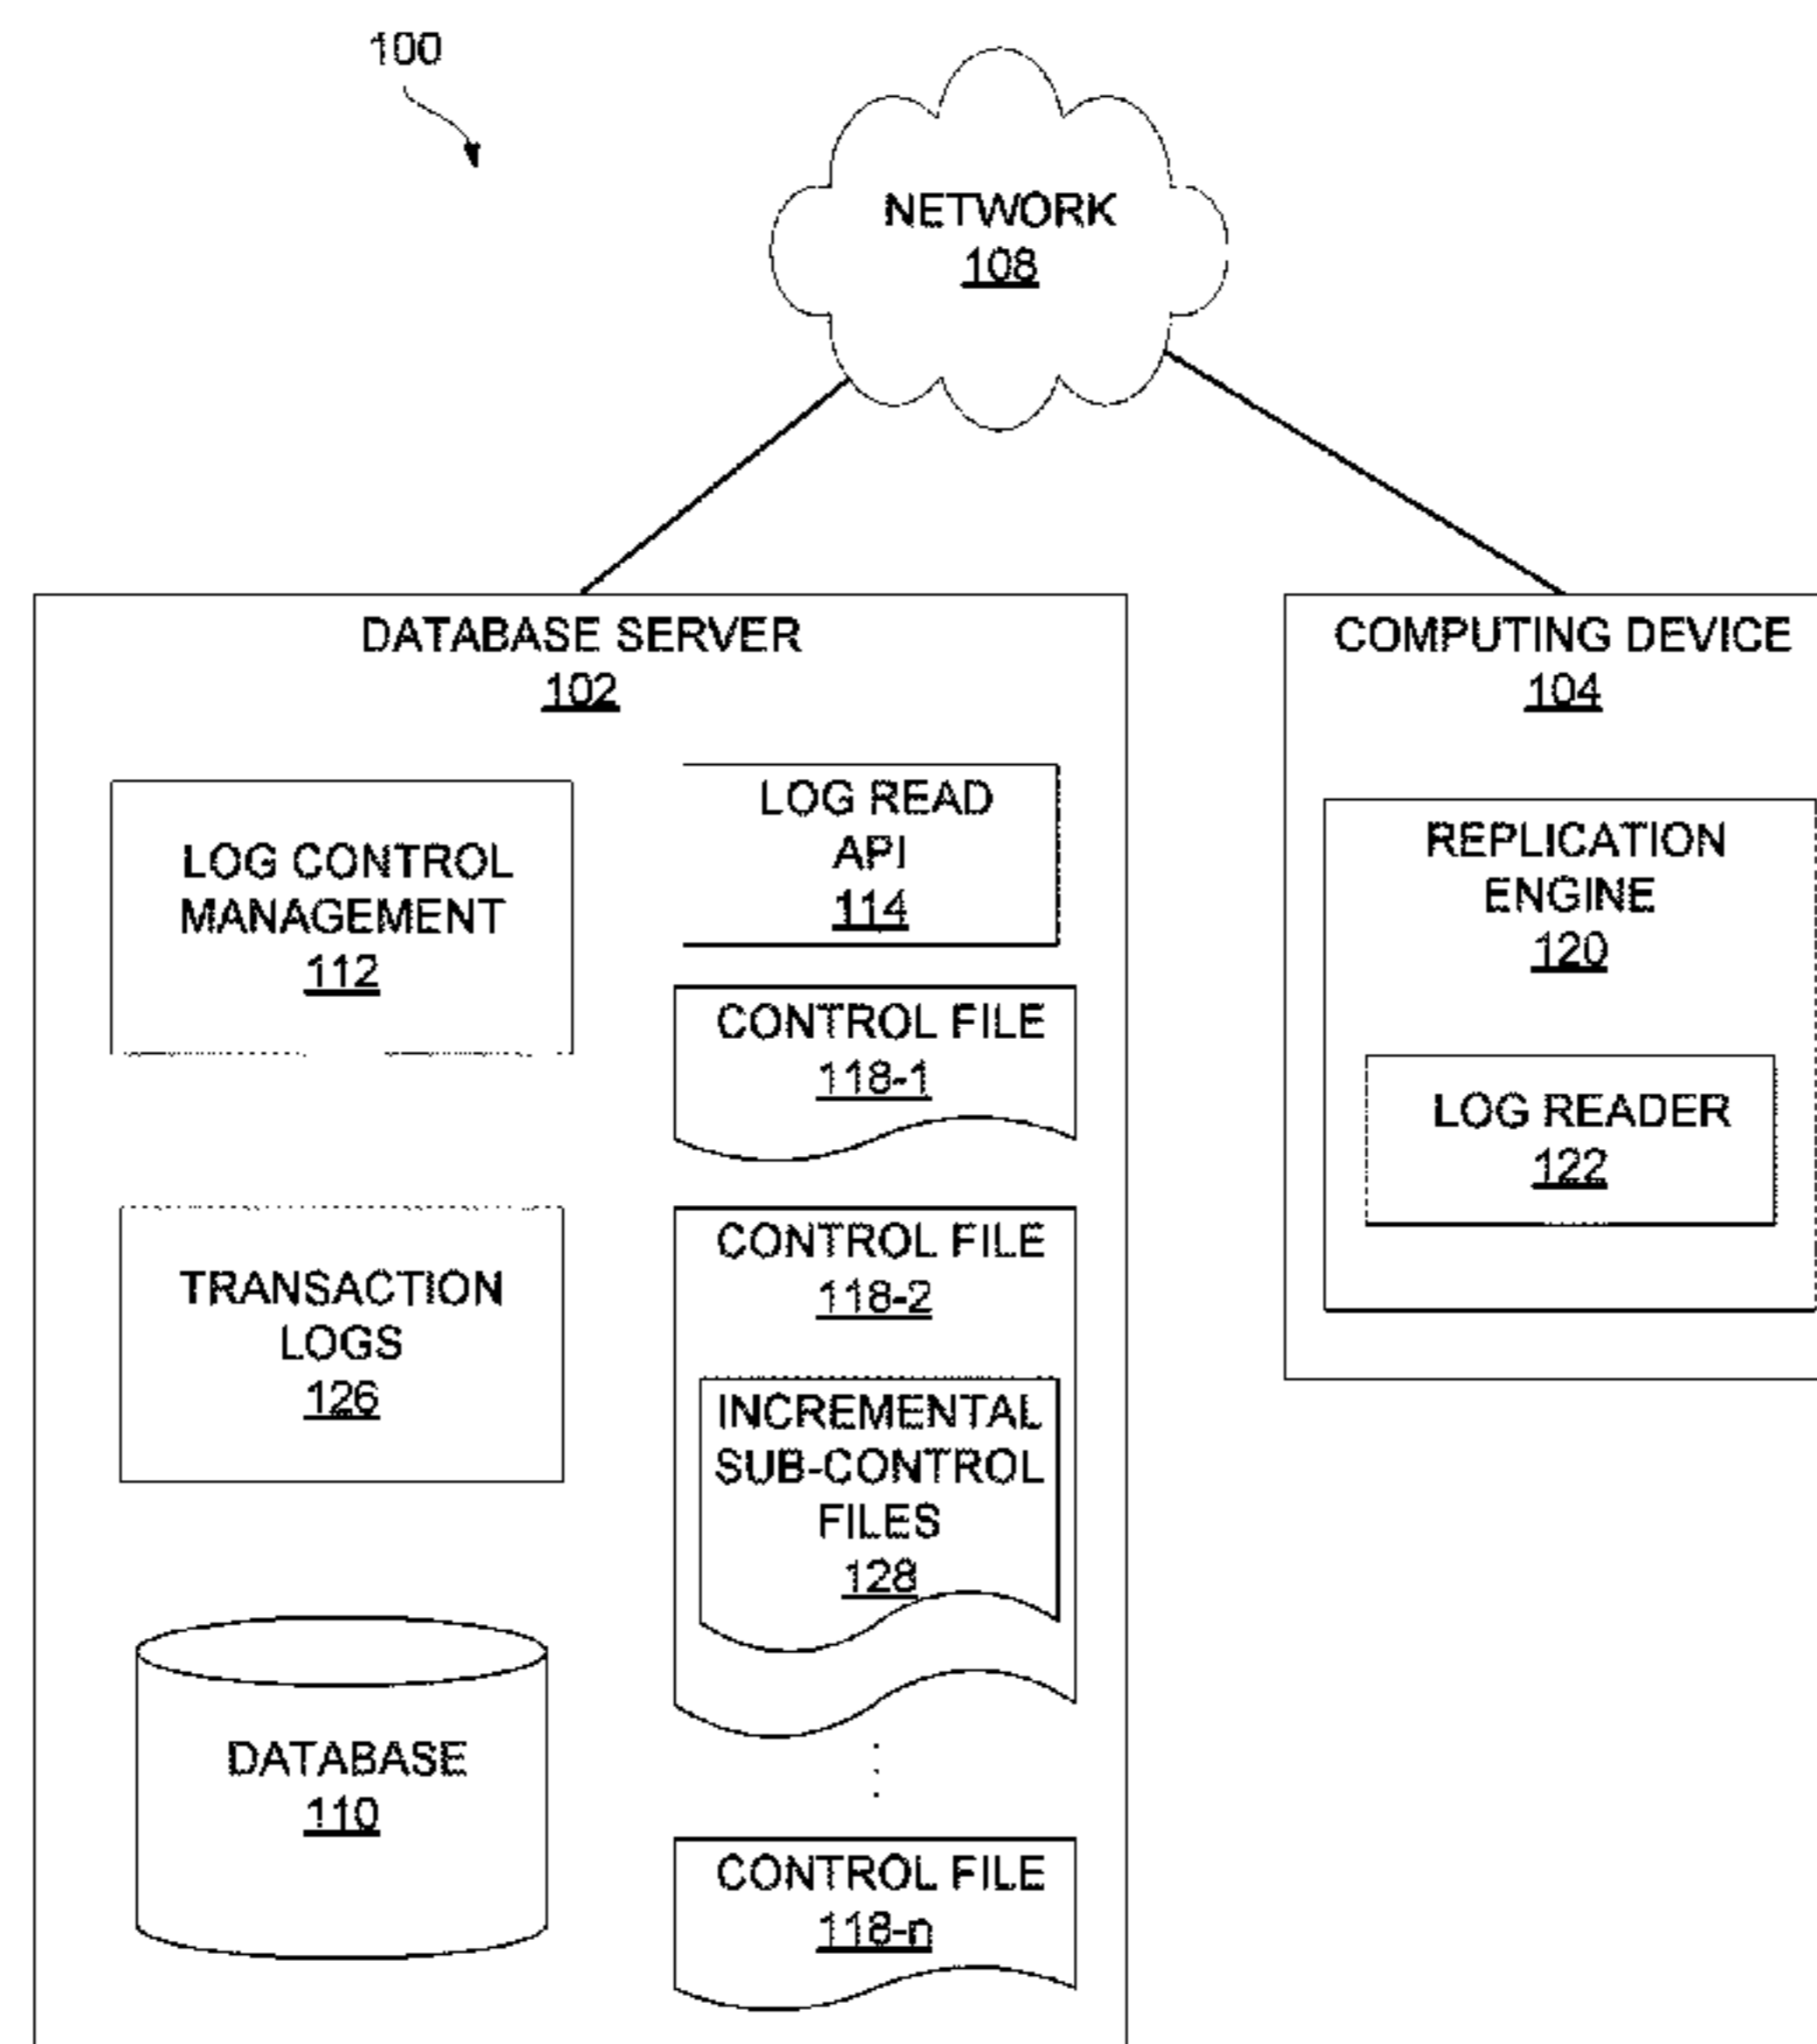 100
NETWORK
108
DATABASE SERVER
102
LOG CONTROL
MANAGEMENT
112
LOG READ
API
114
CONTROL FILE
118-1
TRANSACTION
LOGS
126
CONTROL FILE
118-2
INCREMENTAL
SUB-CONTROL
FILES
128
DATABASE
110
CONTROL FILE
118-n
COMPUTING DEVICE
104
REPLICATION
ENGINE
120
LOG READER
122